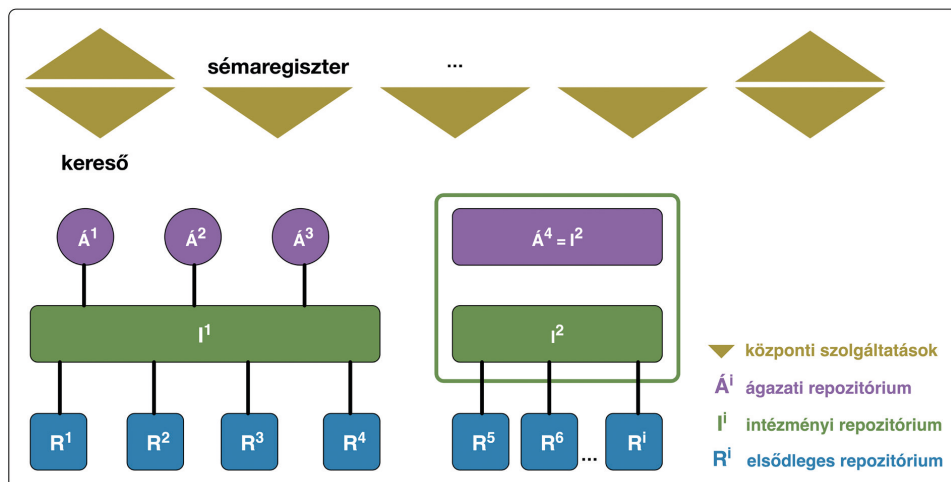 sémaregiszter ...
kereső
Á¹ Á² Á³ Á⁴ = I²
I¹ I²
R¹ R² R³ R⁴ R⁵ R⁶ ... Rⁱ
központi szolgáltatások
Áⁱ ágazati repozitórium
Iⁱ intézményi repozitórium
Rⁱ elsődleges repozitórium